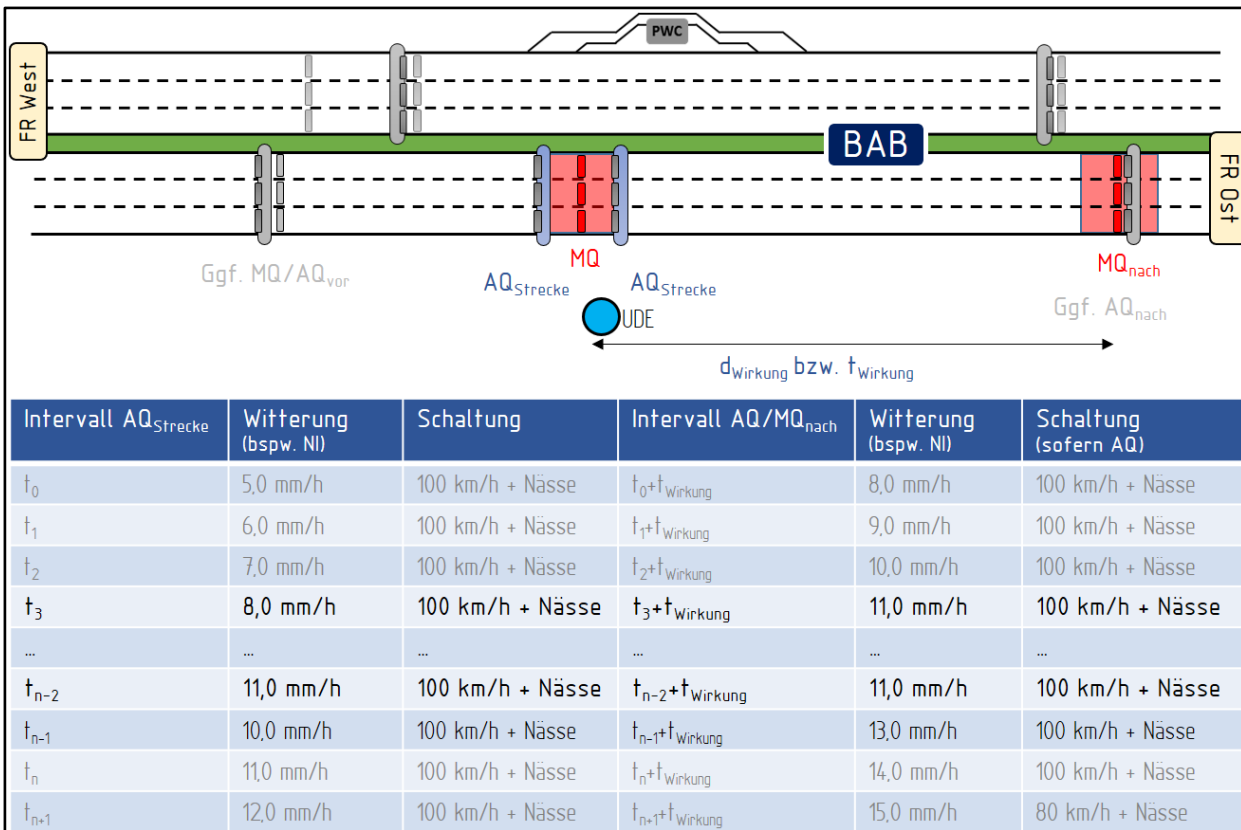 PWC
FR West
BAB
FR Ost
Ggf. MQ/AQvor
MQ
MQnach
AQStrecke
AQStrecke
Ggf. AQnach
UDE
dWirkung bzw. tWirkung
Intervall AQStrecke Witterung (bspw. NI) Schaltung Intervall AQ/MQnach Witterung (bspw. NI) Schaltung (sofern AQ)
t0 5,0 mm/h 100 km/h + Nässe t0+tWirkung 8,0 mm/h 100 km/h + Nässe
t1 6,0 mm/h 100 km/h + Nässe t1+tWirkung 9,0 mm/h 100 km/h + Nässe
t2 7,0 mm/h 100 km/h + Nässe t2+tWirkung 10,0 mm/h 100 km/h + Nässe
t3 8,0 mm/h 100 km/h + Nässe t3+tWirkung 11,0 mm/h 100 km/h + Nässe
... ... ... ... ... ...
tn-2 11,0 mm/h 100 km/h + Nässe tn-2+tWirkung 11,0 mm/h 100 km/h + Nässe
tn-1 10,0 mm/h 100 km/h + Nässe tn-1+tWirkung 13,0 mm/h 100 km/h + Nässe
tn 11,0 mm/h 100 km/h + Nässe tn+tWirkung 14,0 mm/h 100 km/h + Nässe
tn+1 12,0 mm/h 100 km/h + Nässe tn+1+tWirkung 15,0 mm/h 80 km/h + Nässe